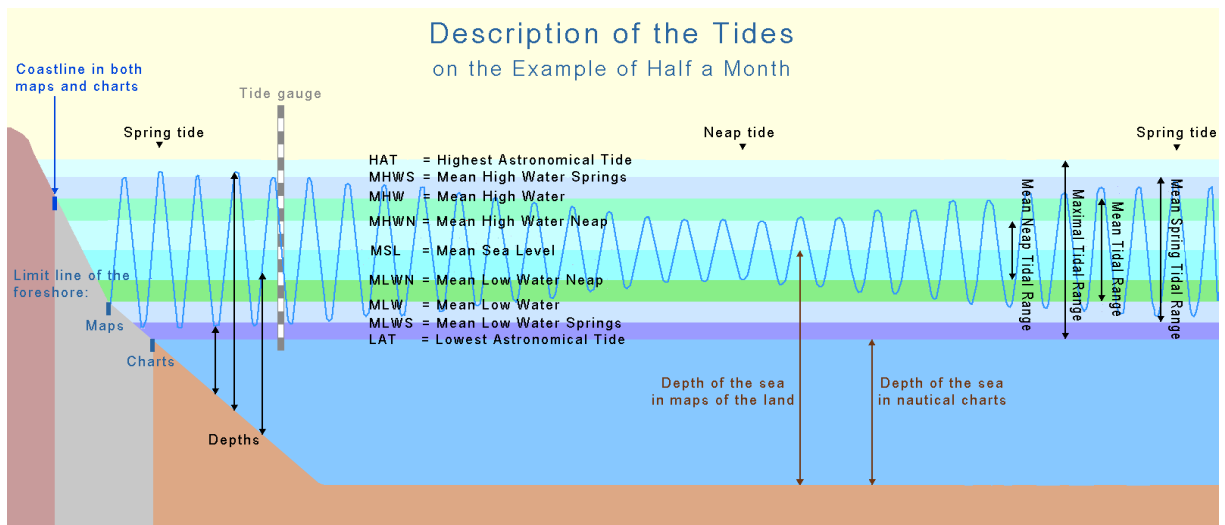 Description of the Tides
on the Example of Half a Month
Coastline in both
maps and charts
Tide gauge
Spring tide
Neap tide
Spring tide
HAT = Highest Astronomical Tide
MHWS = Mean High Water Springs
MHW = Mean High Water
MHWN = Mean High Water Neap
MSL = Mean Sea Level
MLWN = Mean Low Water Neap
MLW = Mean Low Water
MLWS = Mean Low Water Springs
LAT = Lowest Astronomical Tide
Mean Neap Tidal Range
Maximal Tidal Range
Mean Tidal Range
Mean Spring Tidal Range
Limit line of the
foreshore:
Maps
Charts
Depths
Depth of the sea
in maps of the land
Depth of the sea
in nautical charts